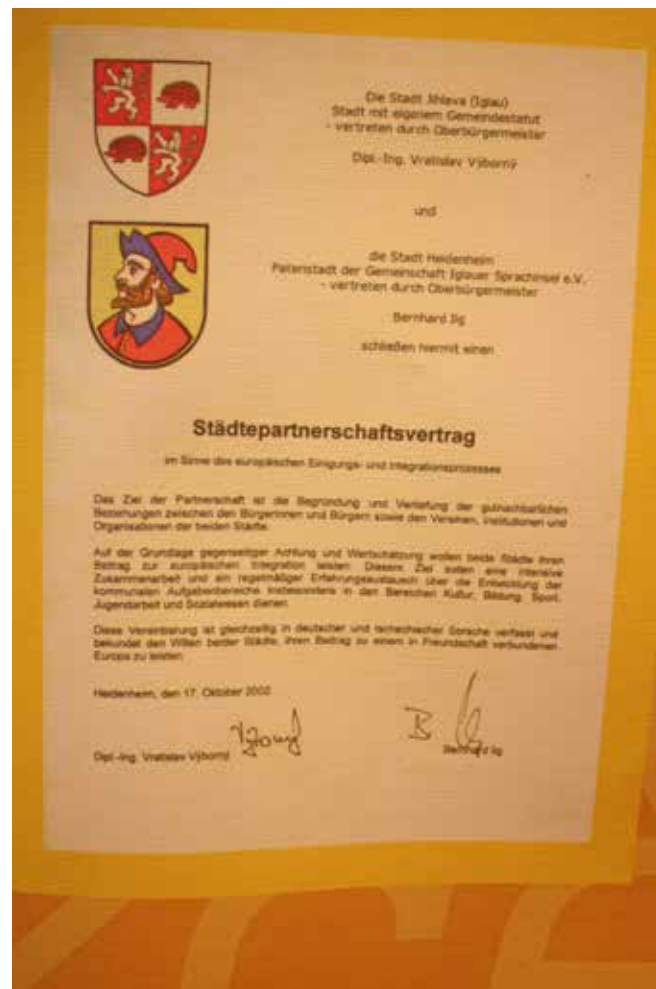 Die Stadt Jihlava (Iglau)
Stadt mit eigenem Gemeindestatut
- vertreten durch Oberbürgermeister
Dipl.-Ing. Vratislav Výborný
und
die Stadt Heidenheim
Patenstadt der Gemeinschaft Iglauer Sprachinsel e.V.
- vertreten durch Oberbürgermeister
Bernhard Ilg
schließen hiermit einen
Städtepartnerschaftsvertrag
im Sinne des europäischen Einigungs- und Integrationsprozesses
Das Ziel der Partnerschaft ist die Begründung und Vertiefung der gutnachbarlichen
Beziehungen zwischen den Bürgerinnen und Bürgern sowie den Vereinen, Institutionen und
Organisationen der beiden Städte.
Auf der Grundlage gegenseitiger Achtung und Wertschätzung wollen beide Städte ihren
Beitrag zur europäischen Integration leisten. Diesem Ziel sollen eine intensive
Zusammenarbeit und ein regelmäßiger Erfahrungsaustausch über die Entwicklung der
kommunalen Aufgabenbereiche insbesondere in den Bereichen Kultur, Bildung, Sport,
Jugendarbeit und Sozialwesen dienen.
Diese Vereinbarung ist gleichzeitig in deutscher und tschechischer Sprache verfasst und
bekundet den Willen beider Städte, ihren Beitrag zu einem in Freundschaft verbundenen
Europa zu leisten.
Heidenheim, den 17. Oktober 2002
Dipl.-Ing. Vratislav Výborný
Bernhard Ilg